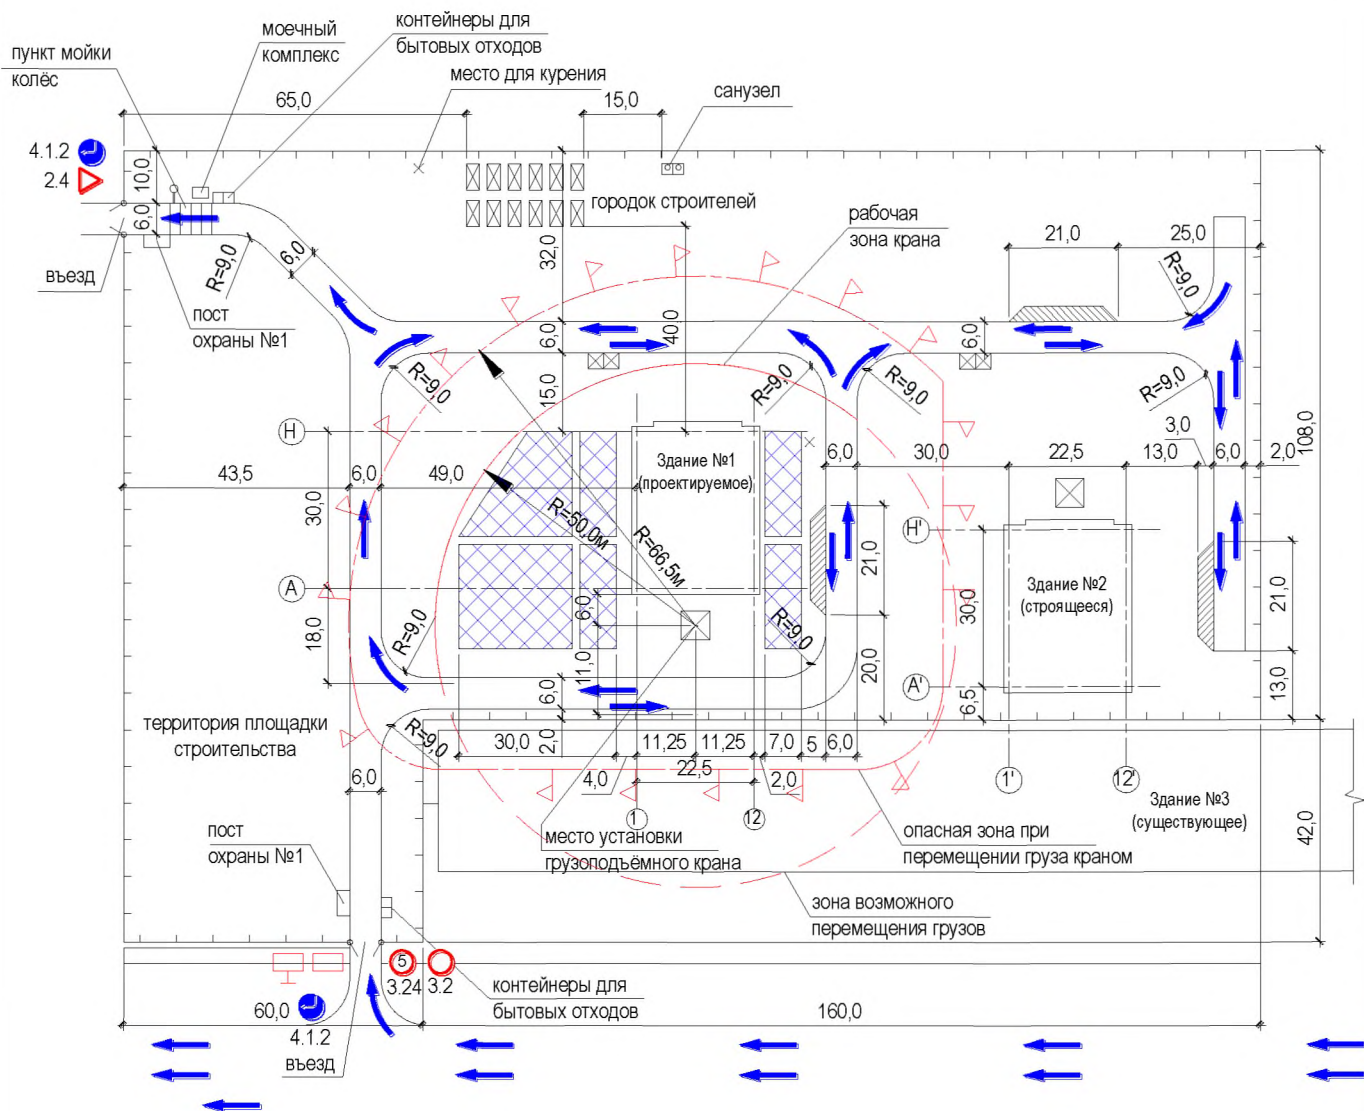 моечный
комплекс
контейнеры для
бытовых отходов
пункт мойки
колёс
место для курения
санузел
65,0
15,0
4.1.2
2.4
10,0
6,0
городок строителей
рабочая
зона крана
32,0
21,0
25,0
въезд
R=9,0
6,0
R=9,0
пост
охраны №1
6,0
40,0
6,0
R=9,0
15,0
R=9,0
R=9,0
R=9,0
3,0
108,0
Н
Здание №1
(проектируемое)
43,5
6,0
49,0
6,0
30,0
22,5
13,0
6,0
2,0
30,0
R=50,0м
R=66,5м
Н'
21,0
21,0
А
6,0
30,0
Здание №2
(строящееся)
18,0
R=9,0
R=9,0
11,0
20,0
А'
6,5
13,0
6,0
территория площадки
строительства
R=9,0
2,0
30,0
11,25
11,25
7,0
5
6,0
4,0
22,5
2,0
6,0
1'
12'
1
12
Здание №3
(существующее)
42,0
пост
охраны №1
место установки
грузоподъёмного крана
опасная зона при
перемещении груза краном
зона возможного
перемещения грузов
5
3.24
3.2
контейнеры для
бытовых отходов
60,0
4.1.2
160,0
въезд